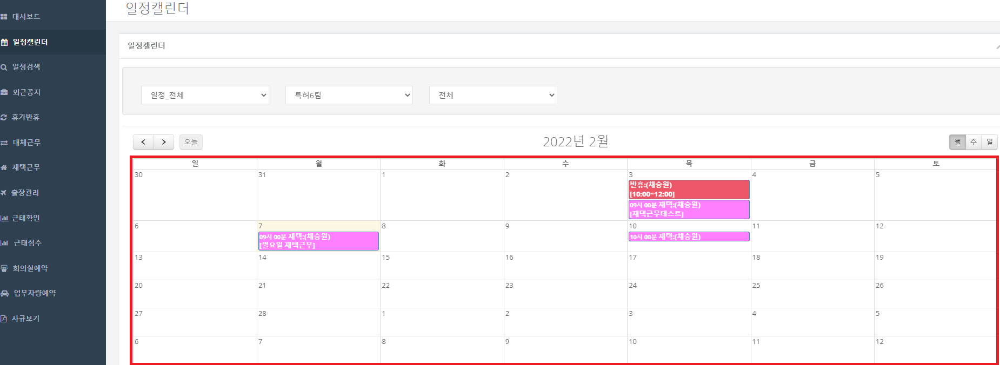 일정캘린더
대시보드
일정캘린더
일정검색
외근공지
휴가반휴
대체근무
재택근무
출장관리
근태확인
근태점수
회의실예약
업무차량예약
사규보기
일정캘린더
일정_전체 특허6팀 전체
오늘 2022년 2월 월 주 일
일 월 화 수 목 금 토
30 31 1 2 3 4 5
반휴:(채승원)
[10:00~12:00]
09시 00분 재택:(채승원)
[재택근무테스트]
6 7 8 9 10 11 12
09시 00분 재택:(채승원) 10시 00분 재택:(채승원)
[월요일 재택근무]
13 14 15 16 17 18 19
20 21 22 23 24 25 26
27 28 1 2 3 4 5
6 7 8 9 10 11 12